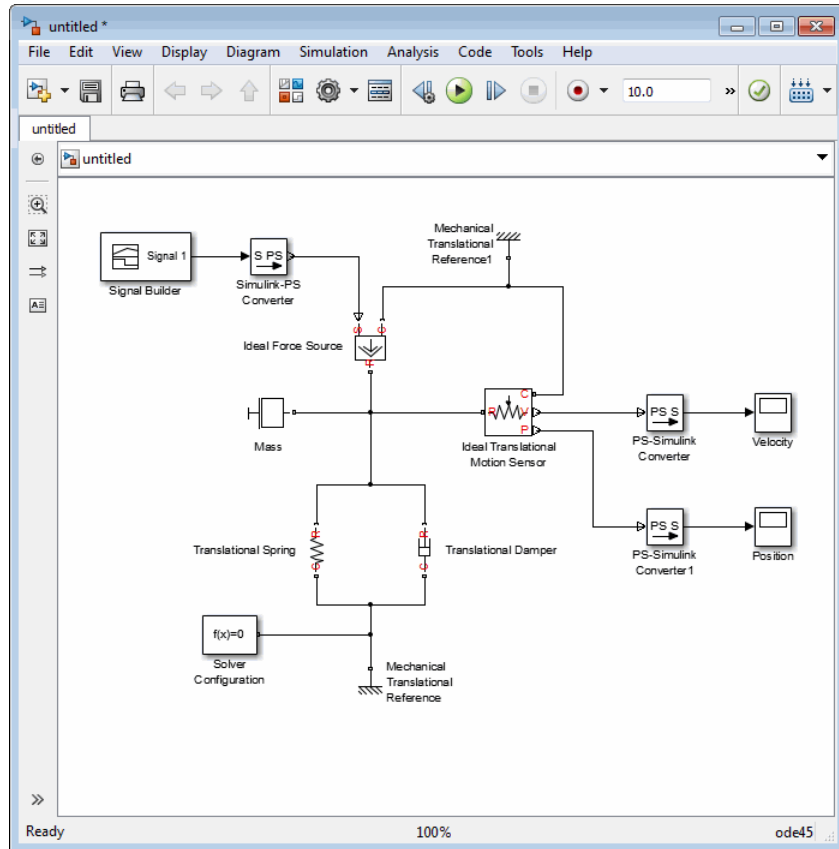 untitled *
File Edit View Display Diagram Simulation Analysis Code Tools Help
10.0
»
untitled
untitled
Signal 1
Signal Builder
S PS
Simulink-PS
Converter
Mechanical
Translational
Reference1
S
C
Ideal Force Source
R
Mass
C
R
V
P
Ideal Translational
Motion Sensor
PS S
PS-Simulink
Converter
Velocity
R
C
Translational Spring
R
C
Translational Damper
PS S
PS-Simulink
Converter1
Position
f(x)=0
Solver
Configuration
Mechanical
Translational
Reference
»
Ready 100% ode45